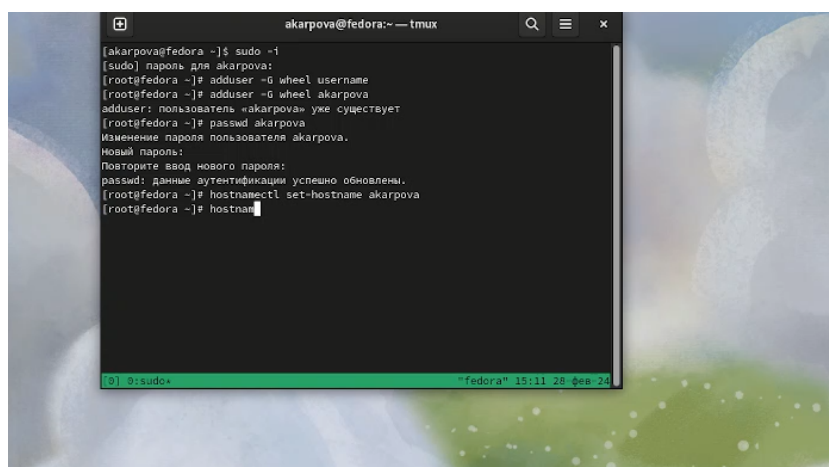 akarpova@fedora:~ — tmux
[akarpova@fedora ~]$ sudo -i
[sudo] пароль для akarpova:
[root@fedora ~]# adduser -G wheel username
[root@fedora ~]# adduser -G wheel akarpova
adduser: пользователь «akarpova» уже существует
[root@fedora ~]# passwd akarpova
Изменение пароля пользователя akarpova.
Новый пароль:
Повторите ввод нового пароля:
passwd: данные аутентификации успешно обновлены.
[root@fedora ~]# hostnamectl set-hostname akarpova
[root@fedora ~]# hostnam
[0] 0:sudo* "fedora" 15:11 28-фев-24